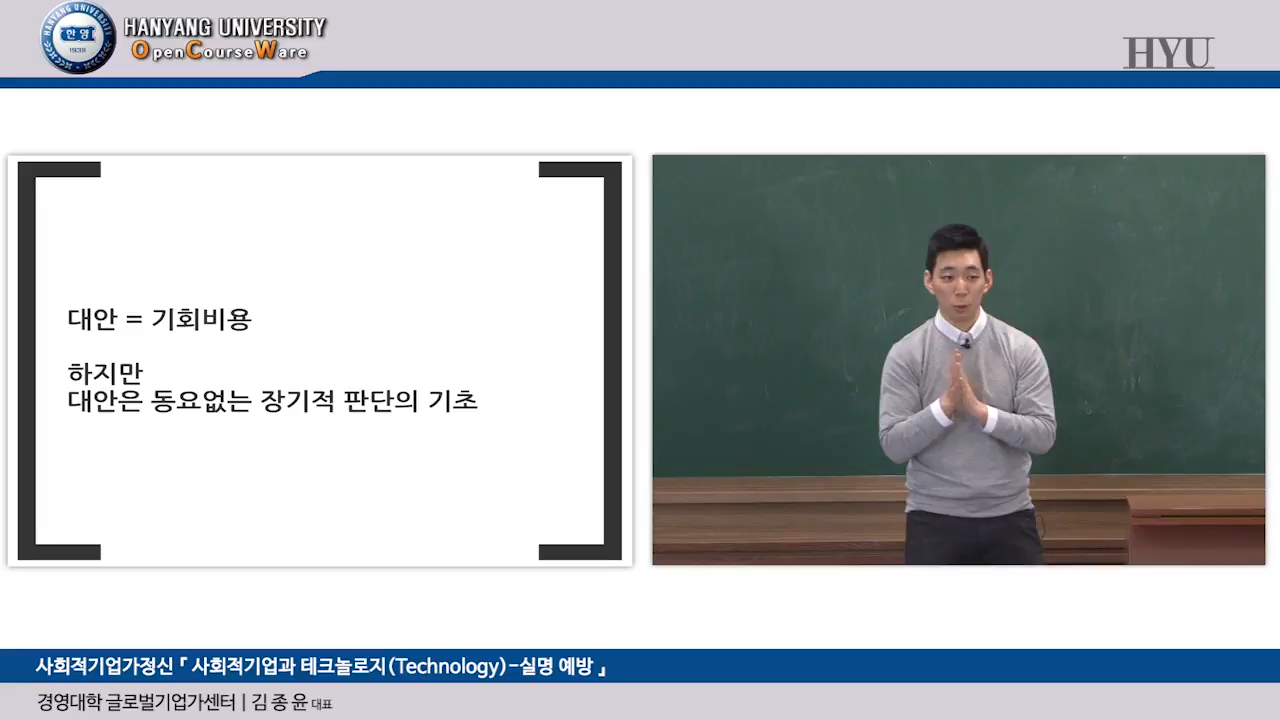 HANYANG UNIVERSITY
OpenCourseWare
한양
1939
HYU
대안 = 기회비용
하지만
대안은 동요없는 장기적 판단의 기초
사회적기업가정신 『 사회적기업과 테크놀로지(Technology)-실명 예방 』
경영대학 글로벌기업가센터 | 김 종 윤 대표